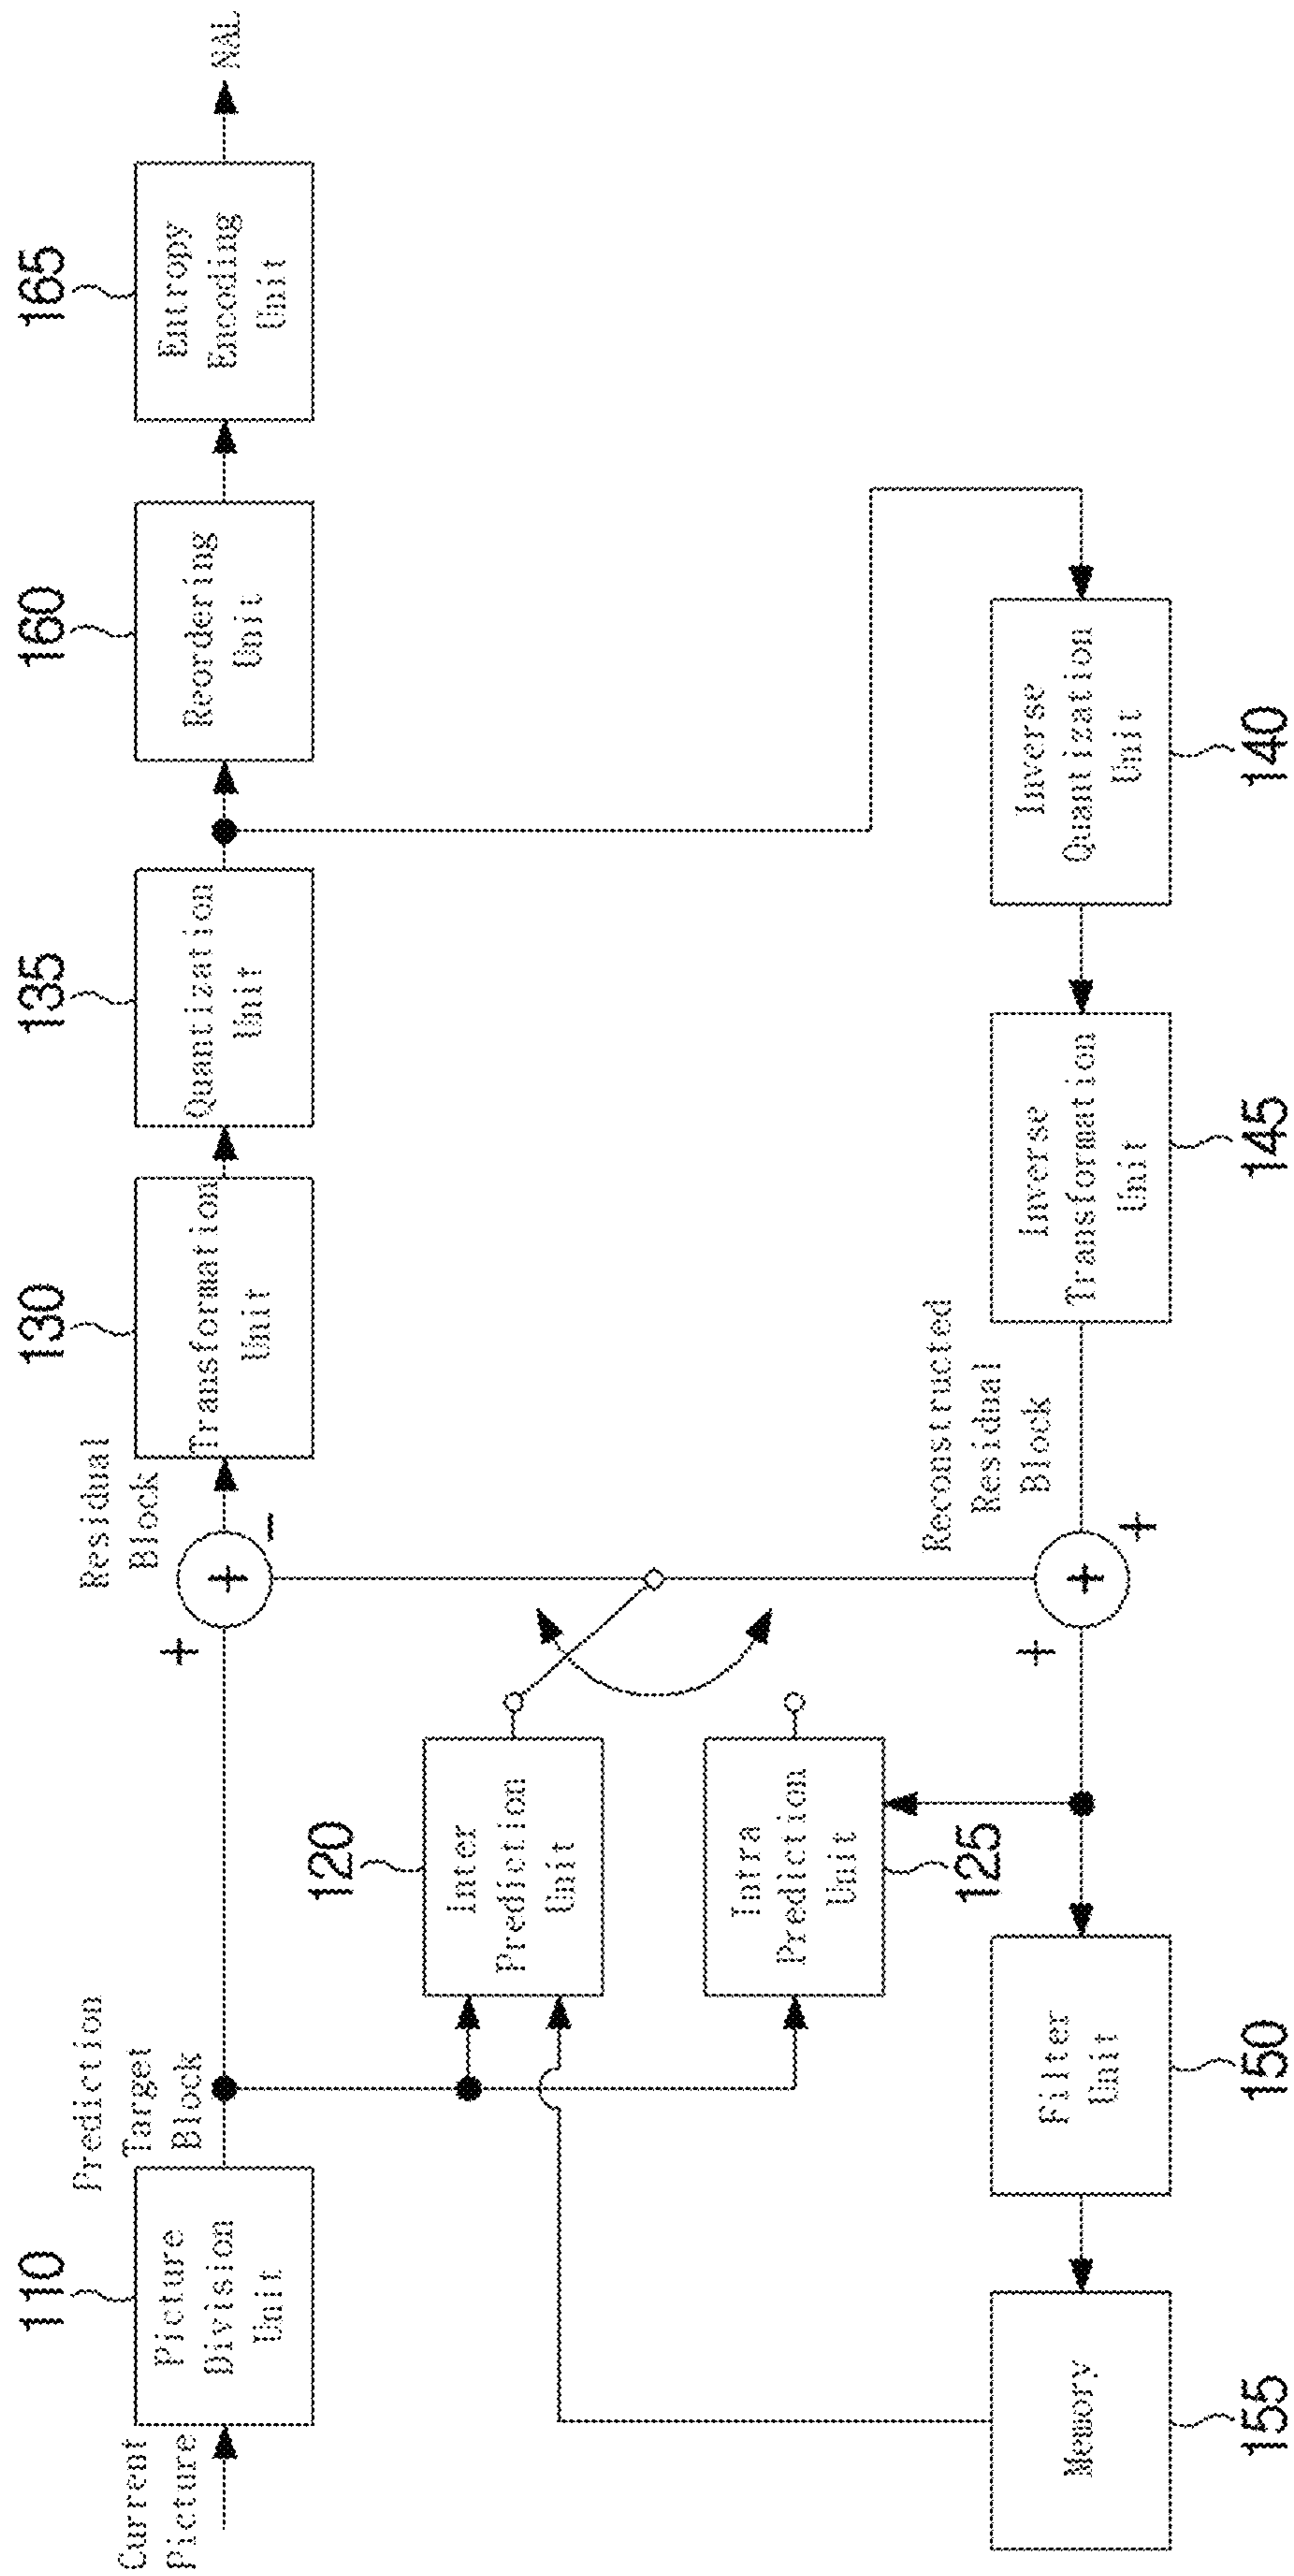 110
130
135
160
165
Current
Picture
Picture
Division
Unit
Prediction
Target
Block
+
+
−
Residual
Block
Transformation
Unit
Quantization
Unit
Reordering
Unit
Entropy
Encoding
Unit
NAL
120
Inter
Prediction
Unit
Intra
Prediction
Unit
125
Memory
155
Filter
Unit
150
+
+
+
Reconstructed
Residual
Block
Inverse
Transformation
Unit
145
Inverse
Quantization
Unit
140